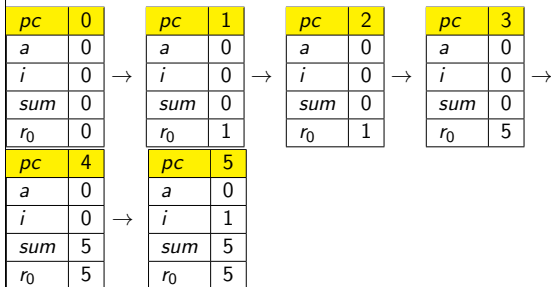 pc 0 pc 1 pc 2 pc 3
a 0 a 0 a 0 a 0
i 0 → i 0 → i 0 → i 0 →
sum 0 sum 0 sum 0 sum 0
r0 0 r0 1 r0 1 r0 5
pc 4 pc 5
a 0 a 0
i 0 → i 1
sum 5 sum 5
r0 5 r0 5